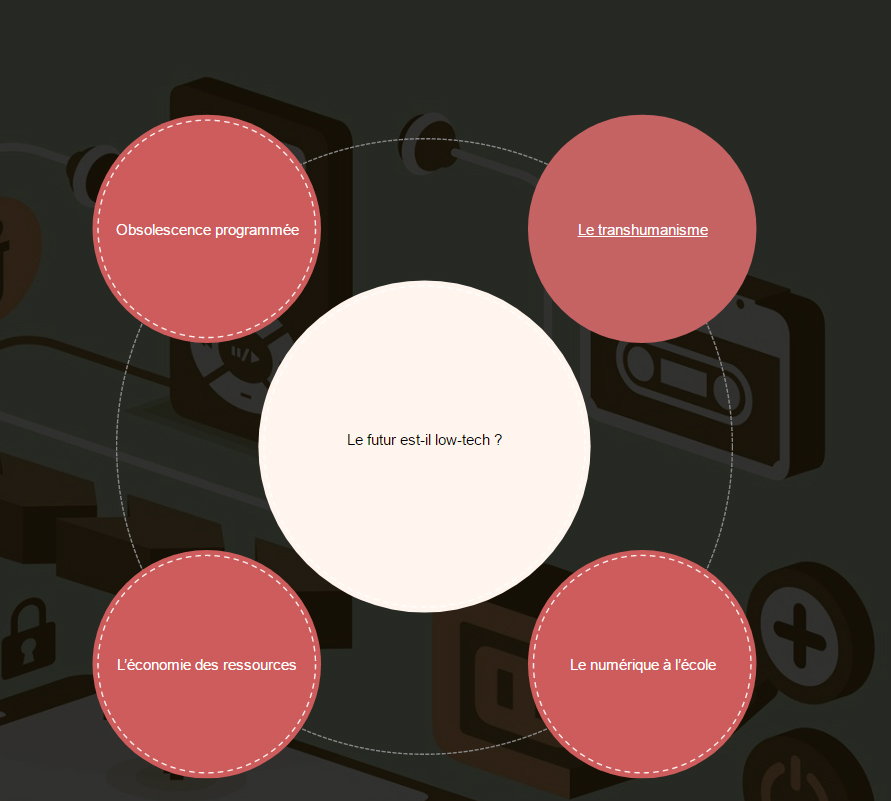 Obsolescence programmée
Le transhumanisme
Le futur est-il low-tech ?
L'économie des ressources
Le numérique à l'école